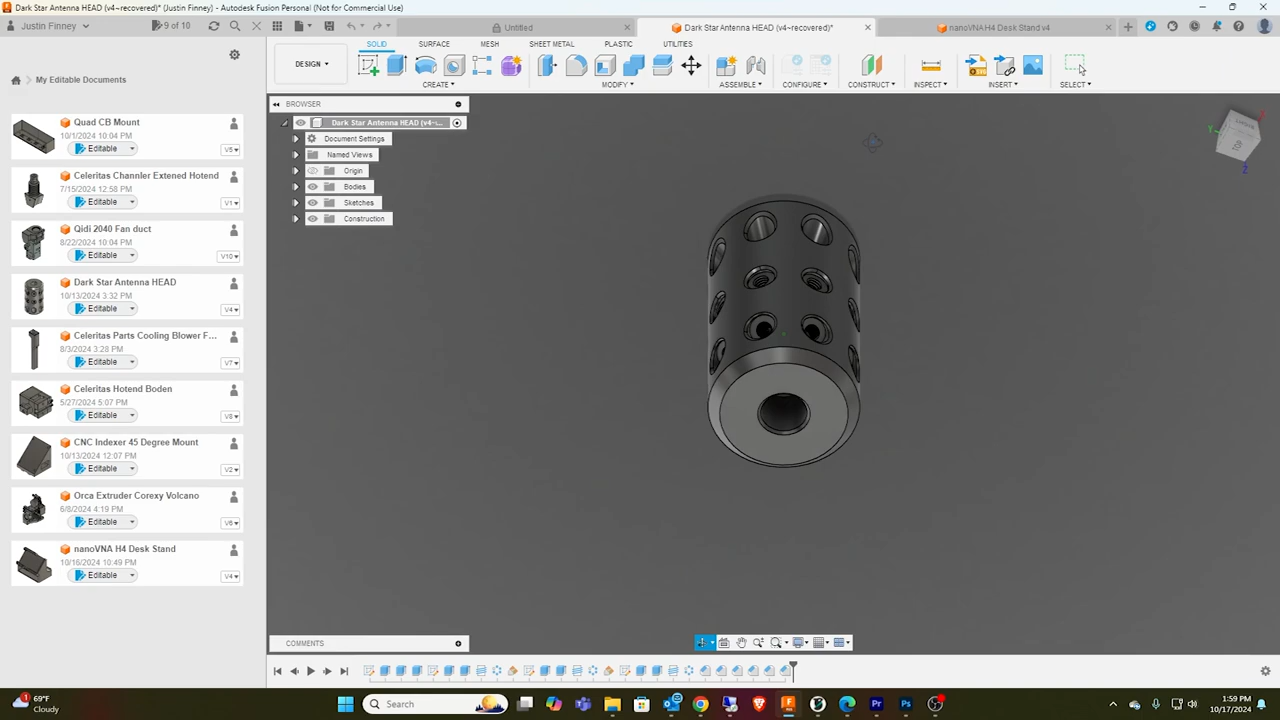 Dark Star Antenna HEAD (v4~recovered)* (Justin Finney) - Autodesk Fusion Personal (Not for Commercial Use)
Justin Finney
9 of 10
Untitled
Dark Star Antenna HEAD (v4~recovered)*
nanoVNA H4 Desk Stand v4
SOLID
SURFACE
MESH
SHEET METAL
PLASTIC
UTILITIES
DESIGN
CREATE
MODIFY
ASSEMBLE
CONFIGURE
CONSTRUCT
INSPECT
INSERT
SELECT
My Editable Documents
BROWSER
Dark Star Antenna HEAD (v4~...
Document Settings
Named Views
Origin
Bodies
Sketches
Construction
Quad CB Mount
10/1/2024 10:04 PM
Editable
V5
Celeritas Channler Extened Hotend
7/15/2024 12:58 PM
Editable
V1
Qidi 2040 Fan duct
8/22/2024 10:04 PM
Editable
V10
Dark Star Antenna HEAD
10/13/2024 3:32 PM
Editable
V4
Celeritas Parts Cooling Blower F...
8/3/2024 3:28 PM
Editable
V7
Celeritas Hotend Boden
5/27/2024 5:07 PM
Editable
V8
CNC Indexer 45 Degree Mount
10/13/2024 12:07 PM
Editable
V2
Orca Extruder Corexy Volcano
6/8/2024 4:19 PM
Editable
V6
nanoVNA H4 Desk Stand
10/16/2024 10:49 PM
Editable
V4
Y
Z
COMMENTS
69°F
Cloudy
Search
1:59 PM
10/17/2024